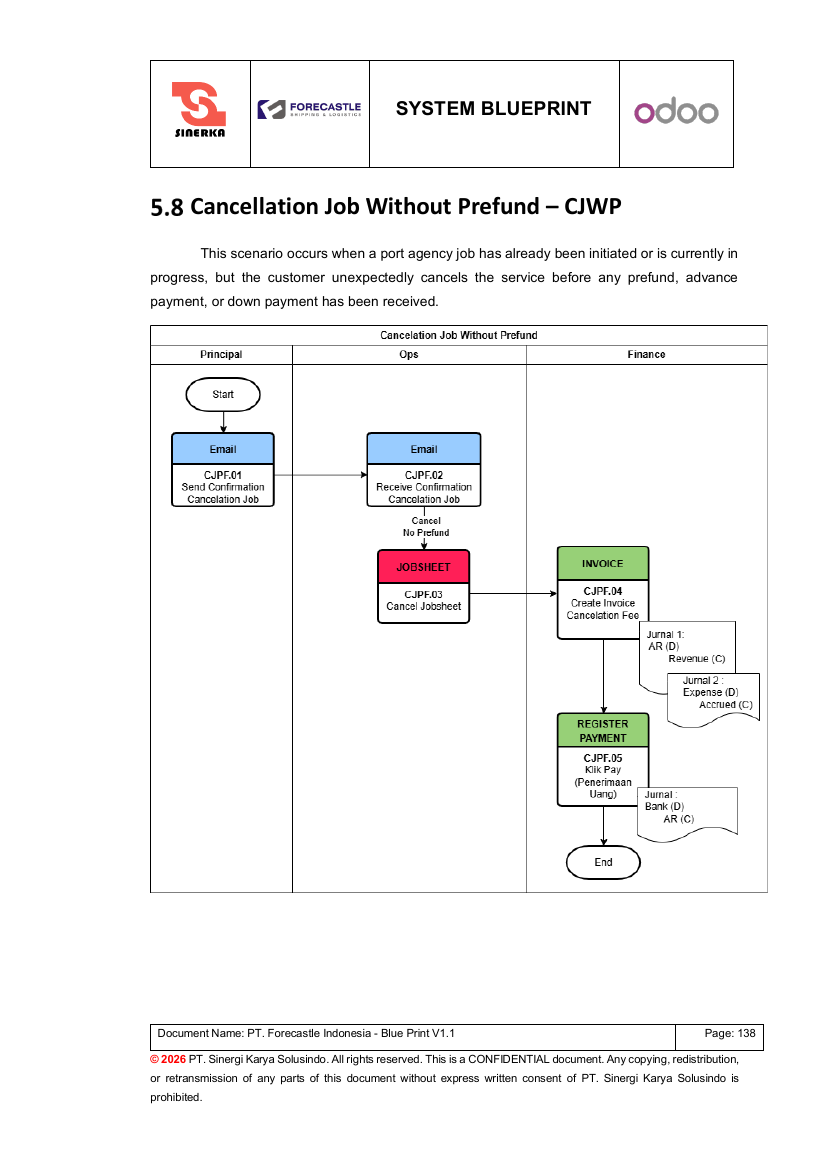 SINERKA
FORECASTLE
SHIPPING & LOGISTICS
SYSTEM BLUEPRINT
odoo
5.8 Cancellation Job Without Prefund – CJWP
This scenario occurs when a port agency job has already been initiated or is currently in
progress, but the customer unexpectedly cancels the service before any prefund, advance
payment, or down payment has been received.
Cancelation Job Without Prefund
Principal
Ops
Finance
Start
Email
CJPF.01
Send Confirmation
Cancelation Job
Email
CJPF.02
Receive Confirmation
Cancelation Job
Cancel
No Prefund
JOBSHEET
CJPF.03
Cancel Jobsheet
INVOICE
CJPF.04
Create Invoice
Cancelation Fee
Jurnal 1:
AR (D)
Revenue (C)
Jurnal 2 :
Expense (D)
Accrued (C)
REGISTER
PAYMENT
CJPF.05
Klik Pay
(Penerimaan
Uang)
Jurnal :
Bank (D)
AR (C)
End
Document Name: PT. Forecastle Indonesia - Blue Print V1.1
Page: 138
© 2026 PT. Sinergi Karya Solusindo. All rights reserved. This is a CONFIDENTIAL document. Any copying, redistribution,
or retransmission of any parts of this document without express written consent of PT. Sinergi Karya Solusindo is
prohibited.